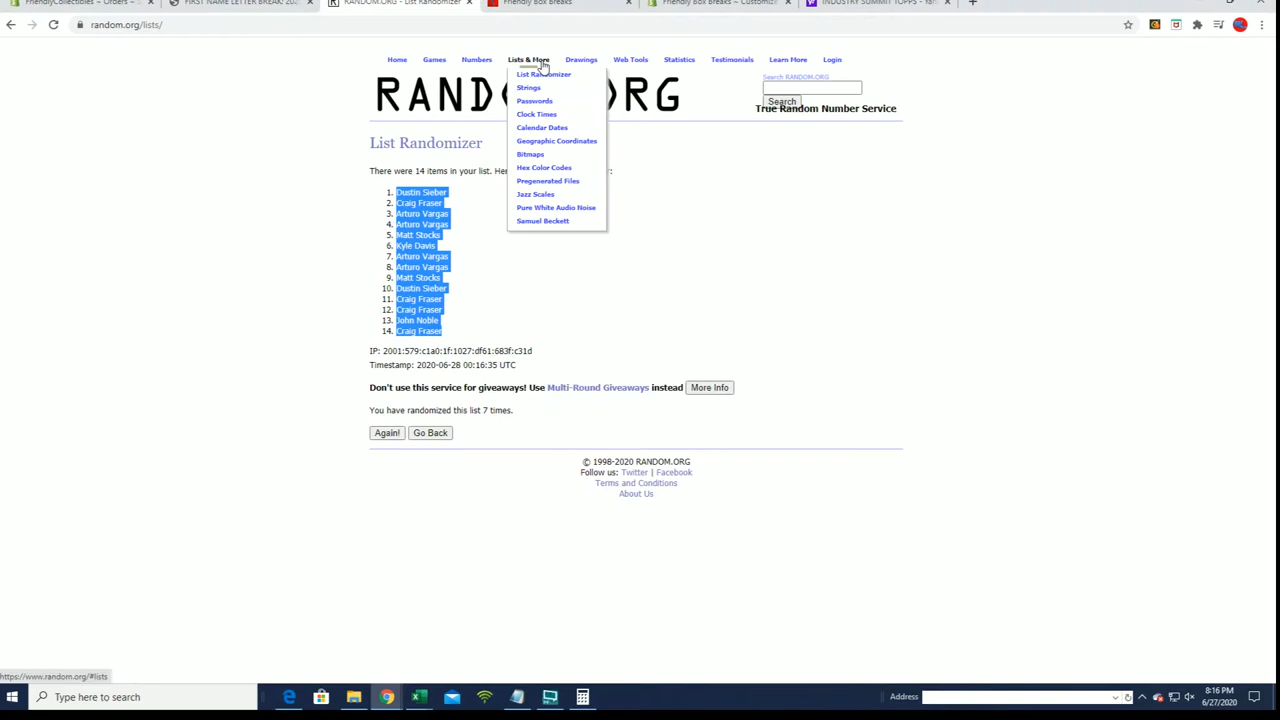 FriendlyCollectibles ~ Orders ~
FIRST NAME LETTER BREAK: 202
RANDOM.ORG - List Randomizer
Friendly Box Breaks
Friendly Box Breaks ~ Customize
INDUSTRY SUMMIT TOPPS - Yah
random.org/lists/
Home Games Numbers Lists & More Drawings Web Tools Statistics Testimonials Learn More Login
List Randomizer
Strings
Passwords
Clock Times
Calendar Dates
Geographic Coordinates
Bitmaps
Hex Color Codes
Pregenerated Files
Jazz Scales
Pure White Audio Noise
Samuel Beckett
Search RANDOM.ORG
Search
True Random Number Service
RAND RG
List Randomizer
There were 14 items in your list. Her r:
1. Dustin Sieber
2. Craig Fraser
3. Arturo Vargas
4. Arturo Vargas
5. Matt Stocks
6. Kyle Davis
7. Arturo Vargas
8. Arturo Vargas
9. Matt Stocks
10. Dustin Sieber
11. Craig Fraser
12. Craig Fraser
13. John Noble
14. Craig Fraser
IP: 2001:579:c1a0:1f:1027:df61:683f:c31d
Timestamp: 2020-06-28 00:16:35 UTC
Don't use this service for giveaways! Use Multi-Round Giveaways instead More Info
You have randomized this list 7 times.
Again! Go Back
© 1998-2020 RANDOM.ORG
Follow us: Twitter | Facebook
Terms and Conditions
About Us
https://www.random.org/#lists
Type here to search
Address
8:16 PM
6/27/2020